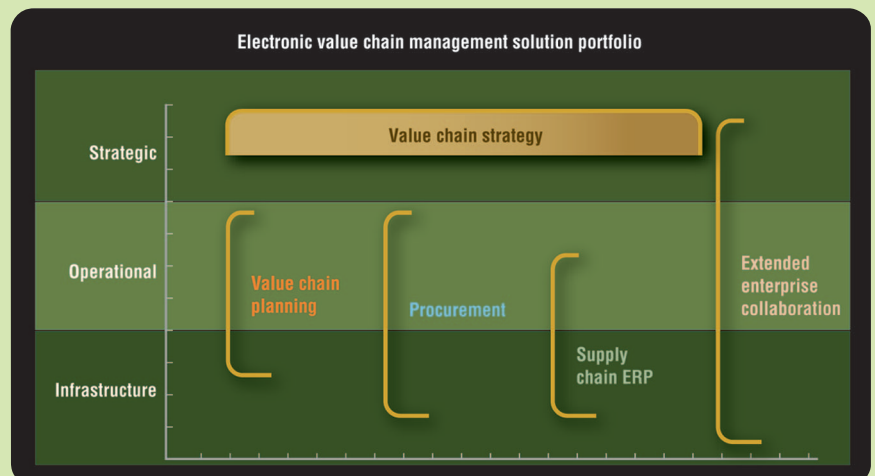 Electronic value chain management solution portfolio
Strategic
Value chain strategy
Operational
Value chain
planning
Procurement
Extended
enterprise
collaboration
Infrastructure
Supply
chain ERP